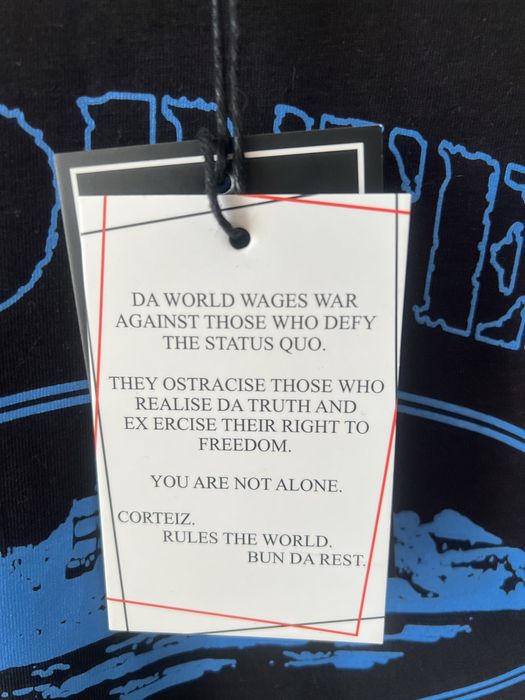 DA WORLD WAGES WAR
AGAINST THOSE WHO DEFY
THE STATUS QUO.
THEY OSTRACISE THOSE WHO
REALISE DA TRUTH AND
EX ERCISE THEIR RIGHT TO
FREEDOM.
YOU ARE NOT ALONE.
CORTEIZ.
RULES THE WORLD.
BUN DA REST.